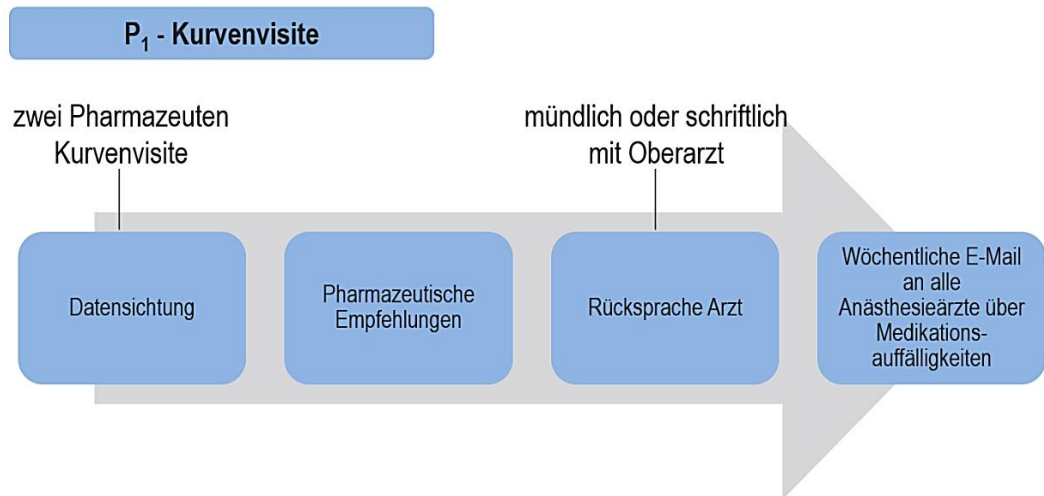 P₁ - Kurvenvisite
zwei Pharmazeuten
Kurvenvisite
mündlich oder schriftlich
mit Oberarzt
Datensichtung
Pharmazeutische
Empfehlungen
Rücksprache Arzt
Wöchentliche E-Mail
an alle
Anästhesieärzte über
Medikations-
auffälligkeiten